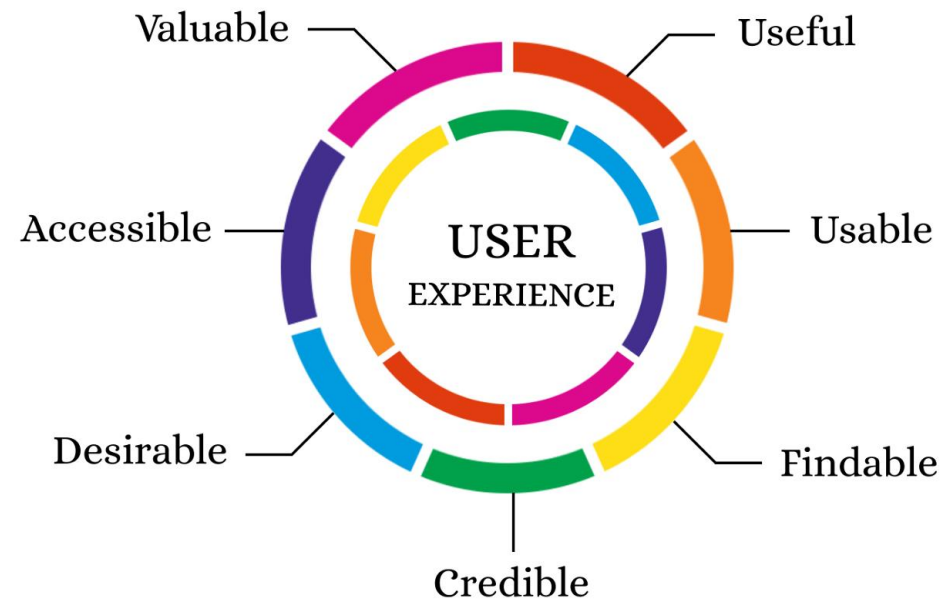 Valuable
Useful
Accessible
USER
EXPERIENCE
Usable
Desirable
Findable
Credible